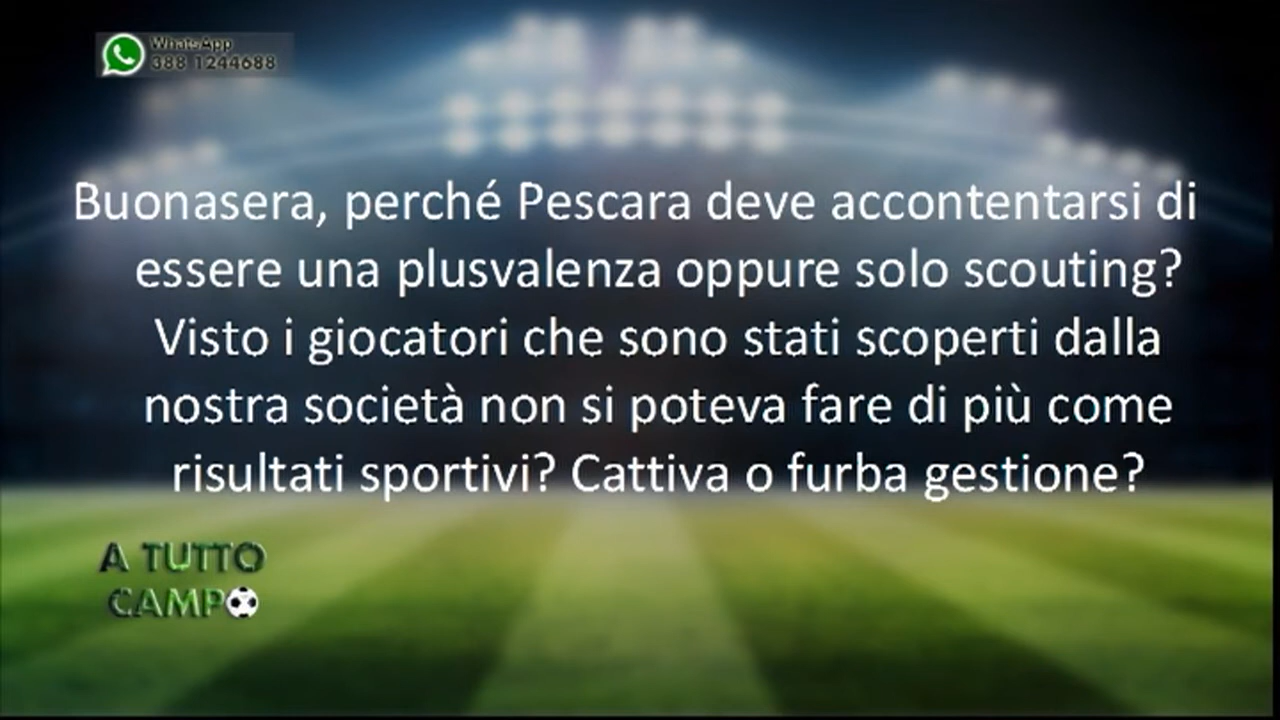 WhatsApp
388 1244688
Buonasera, perché Pescara deve accontentarsi di
essere una plusvalenza oppure solo scouting?
Visto i giocatori che sono stati scoperti dalla
nostra società non si poteva fare di più come
risultati sportivi? Cattiva o furba gestione?
A TUTTO
CAMPO